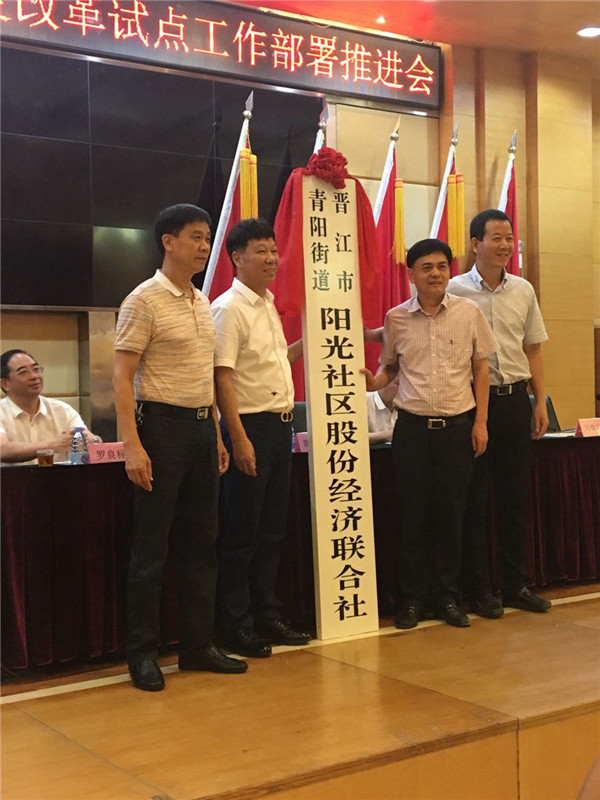 改革试点工作部署推进会
晋江市
青阳街道
阳光社区股份经济联合社
罗良标